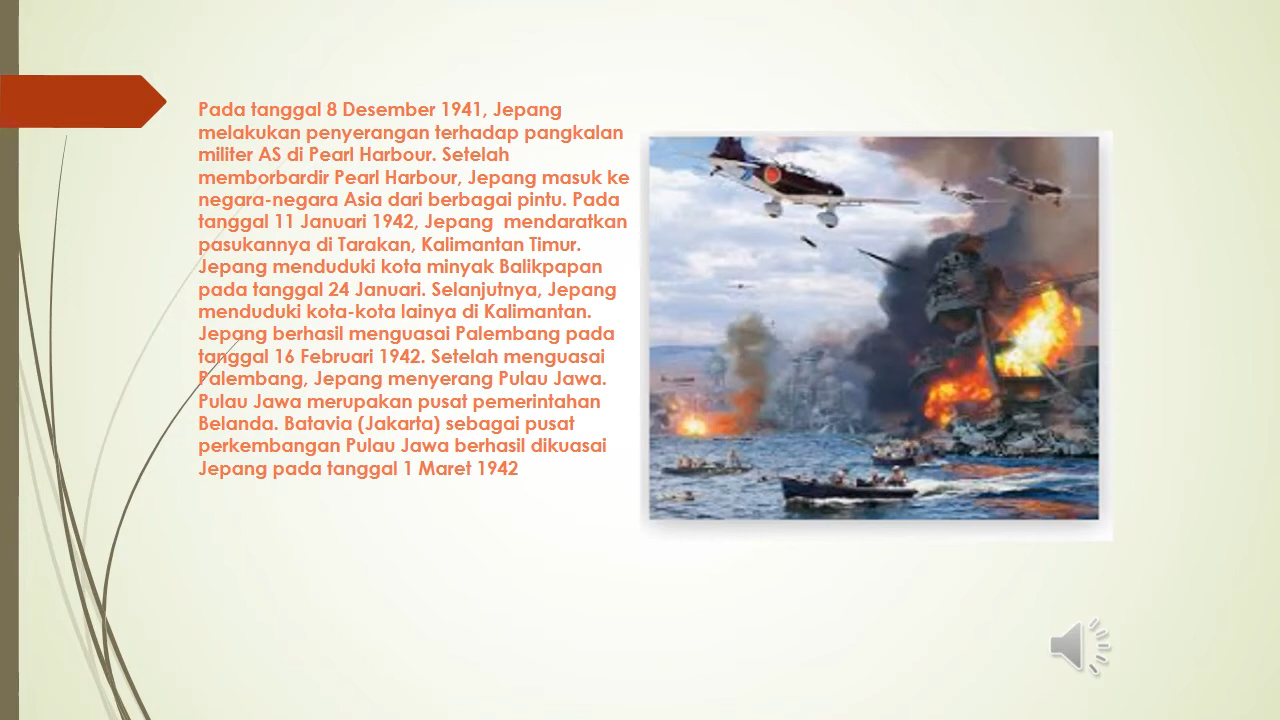 Pada tanggal 8 Desember 1941, Jepang
melakukan penyerangan terhadap pangkalan
militer AS di Pearl Harbour. Setelah
memborbardir Pearl Harbour, Jepang masuk ke
negara-negara Asia dari berbagai pintu. Pada
tanggal 11 Januari 1942, Jepang  mendaratkan
pasukannya di Tarakan, Kalimantan Timur.
Jepang menduduki kota minyak Balikpapan
pada tanggal 24 Januari. Selanjutnya, Jepang
menduduki kota-kota lainya di Kalimantan.
Jepang berhasil menguasai Palembang pada
tanggal 16 Februari 1942. Setelah menguasai
Palembang, Jepang menyerang Pulau Jawa.
Pulau Jawa merupakan pusat pemerintahan
Belanda. Batavia (Jakarta) sebagai pusat
perkembangan Pulau Jawa berhasil dikuasai
Jepang pada tanggal 1 Maret 1942